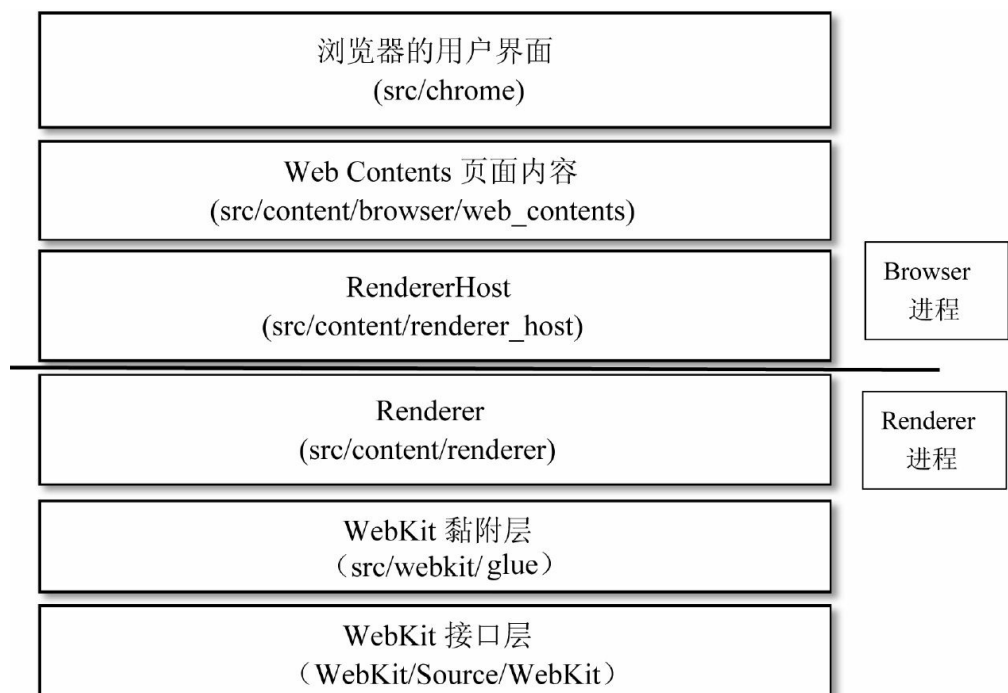 浏览器的用户界面
(src/chrome)
Web Contents 页面内容
(src/content/browser/web_contents)
RendererHost
(src/content/renderer_host)
Browser
进程
Renderer
(src/content/renderer)
Renderer
进程
WebKit 黏附层
（src/webkit/glue）
WebKit 接口层
（WebKit/Source/WebKit）